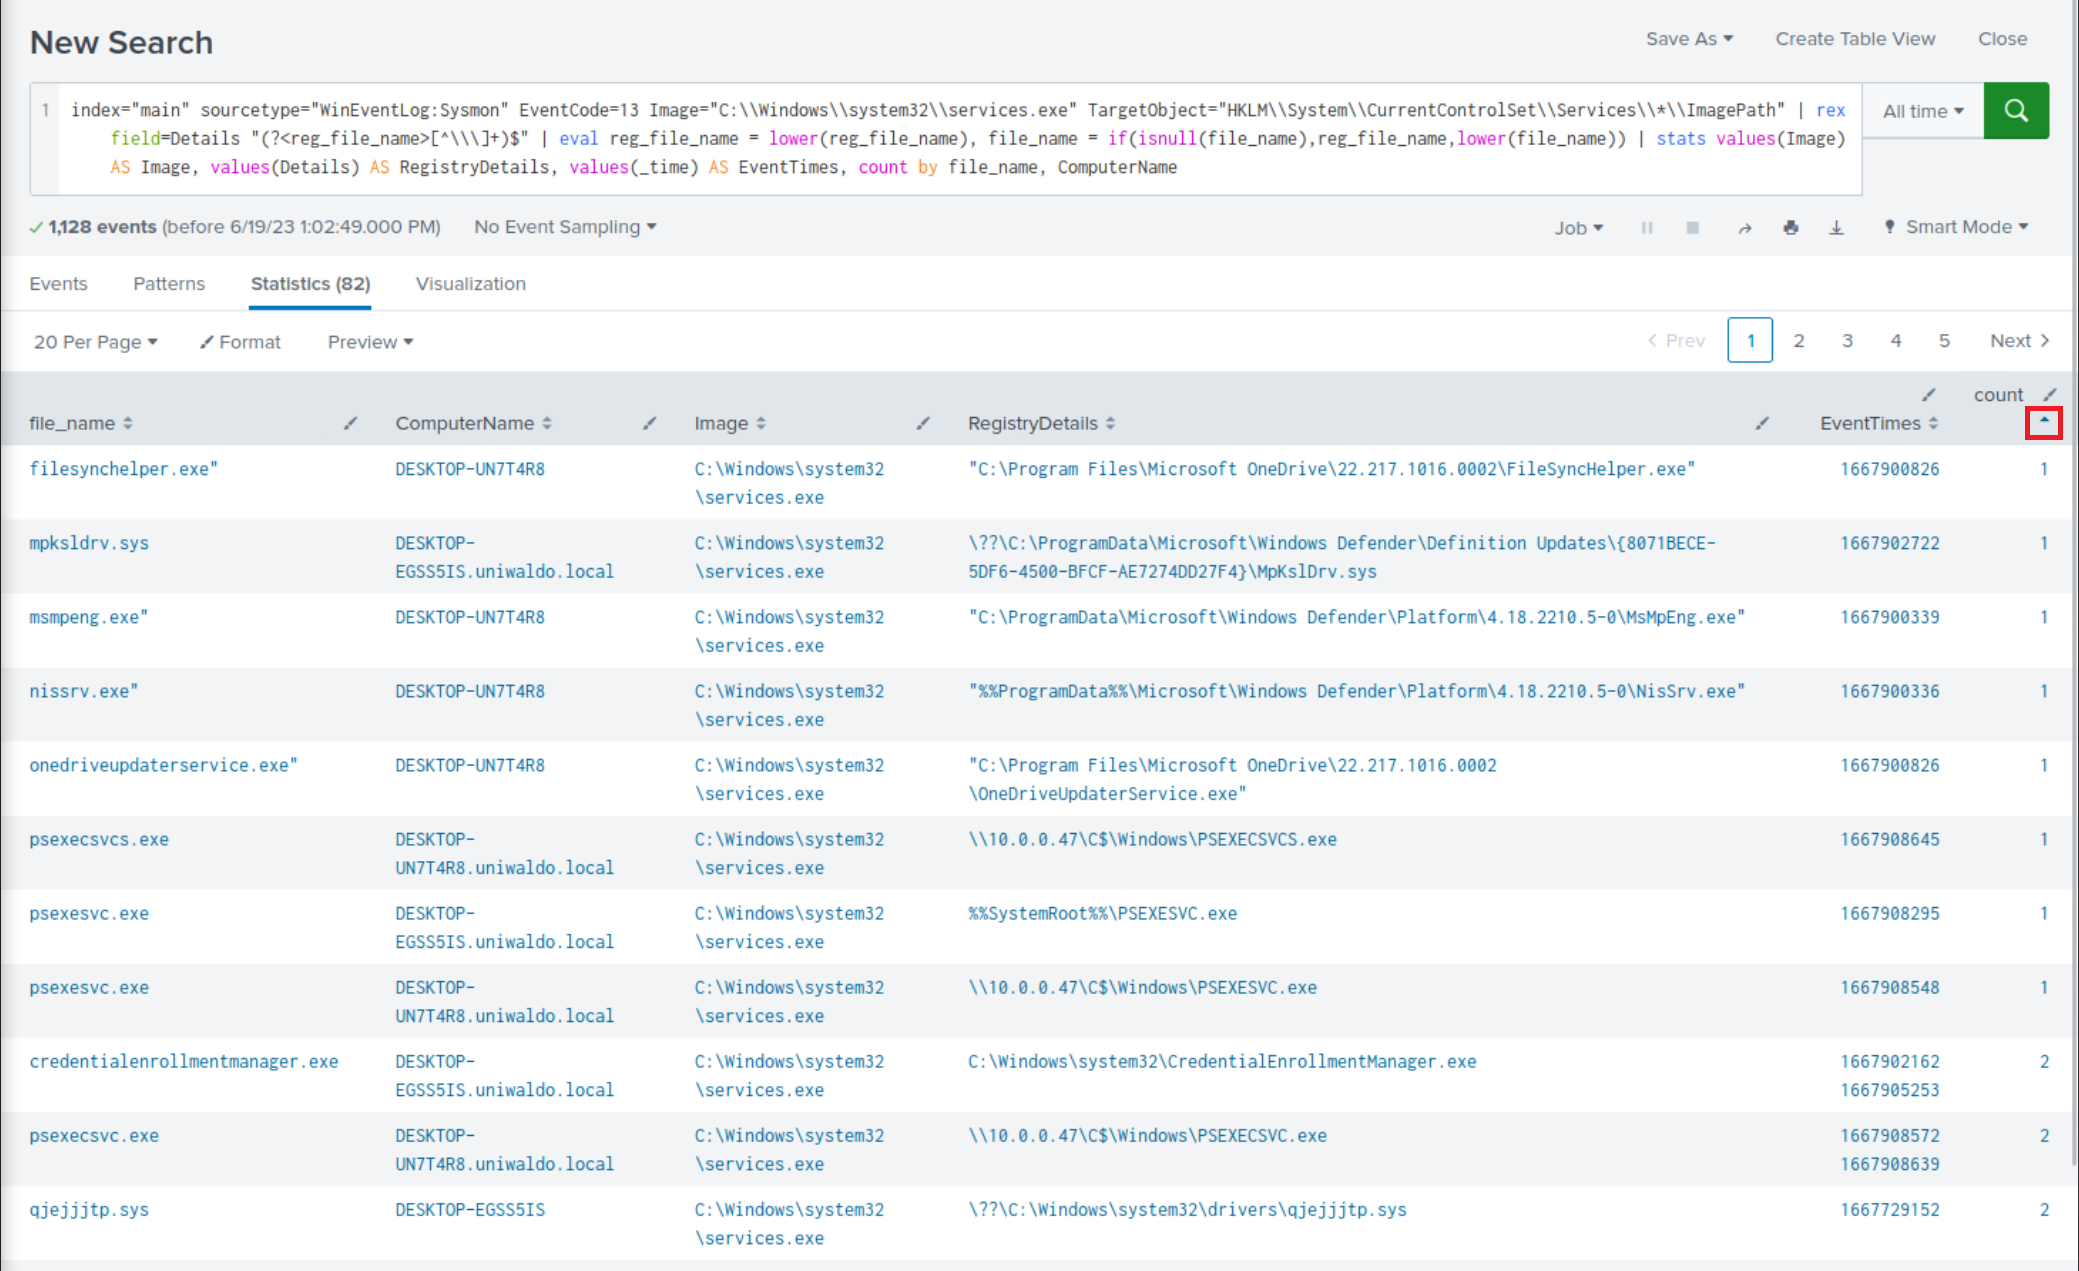 New Search
Save As
Create Table View
Close
1
index="main" sourcetype="WinEventLog:Sysmon" EventCode=13 Image="C:\\Windows\\system32\\services.exe" TargetObject="HKLM\\System\\CurrentControlSet\\Services\\*\\ImagePath" | rex
field=Details "(?<reg_file_name>[^\\\]+)$" | eval reg_file_name = lower(reg_file_name), file_name = if(isnull(file_name),reg_file_name,lower(file_name)) | stats values(Image)
AS Image, values(Details) AS RegistryDetails, values(_time) AS EventTimes, count by file_name, ComputerName
All time
1,128 events (before 6/19/23 1:02:49.000 PM)
No Event Sampling
Job
Smart Mode
Events
Patterns
Statistics (82)
Visualization
20 Per Page
Format
Preview
Prev
1
2
3
4
5
Next
file_name
ComputerName
Image
RegistryDetails
EventTimes
count
filesynchelper.exe"
DESKTOP-UN7T4R8
C:\Windows\system32
\services.exe
"C:\Program Files\Microsoft OneDrive\22.217.1016.0002\FileSyncHelper.exe"
1667900826
1
mpksldrv.sys
DESKTOP-
EGSS5IS.uniwaldo.local
C:\Windows\system32
\services.exe
\??\C:\ProgramData\Microsoft\Windows Defender\Definition Updates\{8071BECE-
5DF6-4500-BFCF-AE7274DD27F4}\MpKslDrv.sys
1667902722
1
msmpeng.exe"
DESKTOP-UN7T4R8
C:\Windows\system32
\services.exe
"C:\ProgramData\Microsoft\Windows Defender\Platform\4.18.2210.5-0\MsMpEng.exe"
1667900339
1
nissrv.exe"
DESKTOP-UN7T4R8
C:\Windows\system32
\services.exe
"%%ProgramData%%\Microsoft\Windows Defender\Platform\4.18.2210.5-0\NisSrv.exe"
1667900336
1
onedriveupdaterservice.exe"
DESKTOP-UN7T4R8
C:\Windows\system32
\services.exe
"C:\Program Files\Microsoft OneDrive\22.217.1016.0002
\OneDriveUpdaterService.exe"
1667900826
1
psexecsvcs.exe
DESKTOP-
UN7T4R8.uniwaldo.local
C:\Windows\system32
\services.exe
\\10.0.0.47\C$\Windows\PSEXECSVCS.exe
1667908645
1
psexesvc.exe
DESKTOP-
EGSS5IS.uniwaldo.local
C:\Windows\system32
\services.exe
%%SystemRoot%%\PSEXESVC.exe
1667908295
1
psexesvc.exe
DESKTOP-
UN7T4R8.uniwaldo.local
C:\Windows\system32
\services.exe
\\10.0.0.47\C$\Windows\PSEXESVC.exe
1667908548
1
credentialenrollmentmanager.exe
DESKTOP-
EGSS5IS.uniwaldo.local
C:\Windows\system32
\services.exe
C:\Windows\system32\CredentialEnrollmentManager.exe
1667902162
1667905253
2
psexecsvc.exe
DESKTOP-
UN7T4R8.uniwaldo.local
C:\Windows\system32
\services.exe
\\10.0.0.47\C$\Windows\PSEXECSVC.exe
1667908572
1667908639
2
qjejjjtp.sys
DESKTOP-EGSS5IS
C:\Windows\system32
\services.exe
\??\C:\Windows\system32\drivers\qjejjjtp.sys
1667729152
2